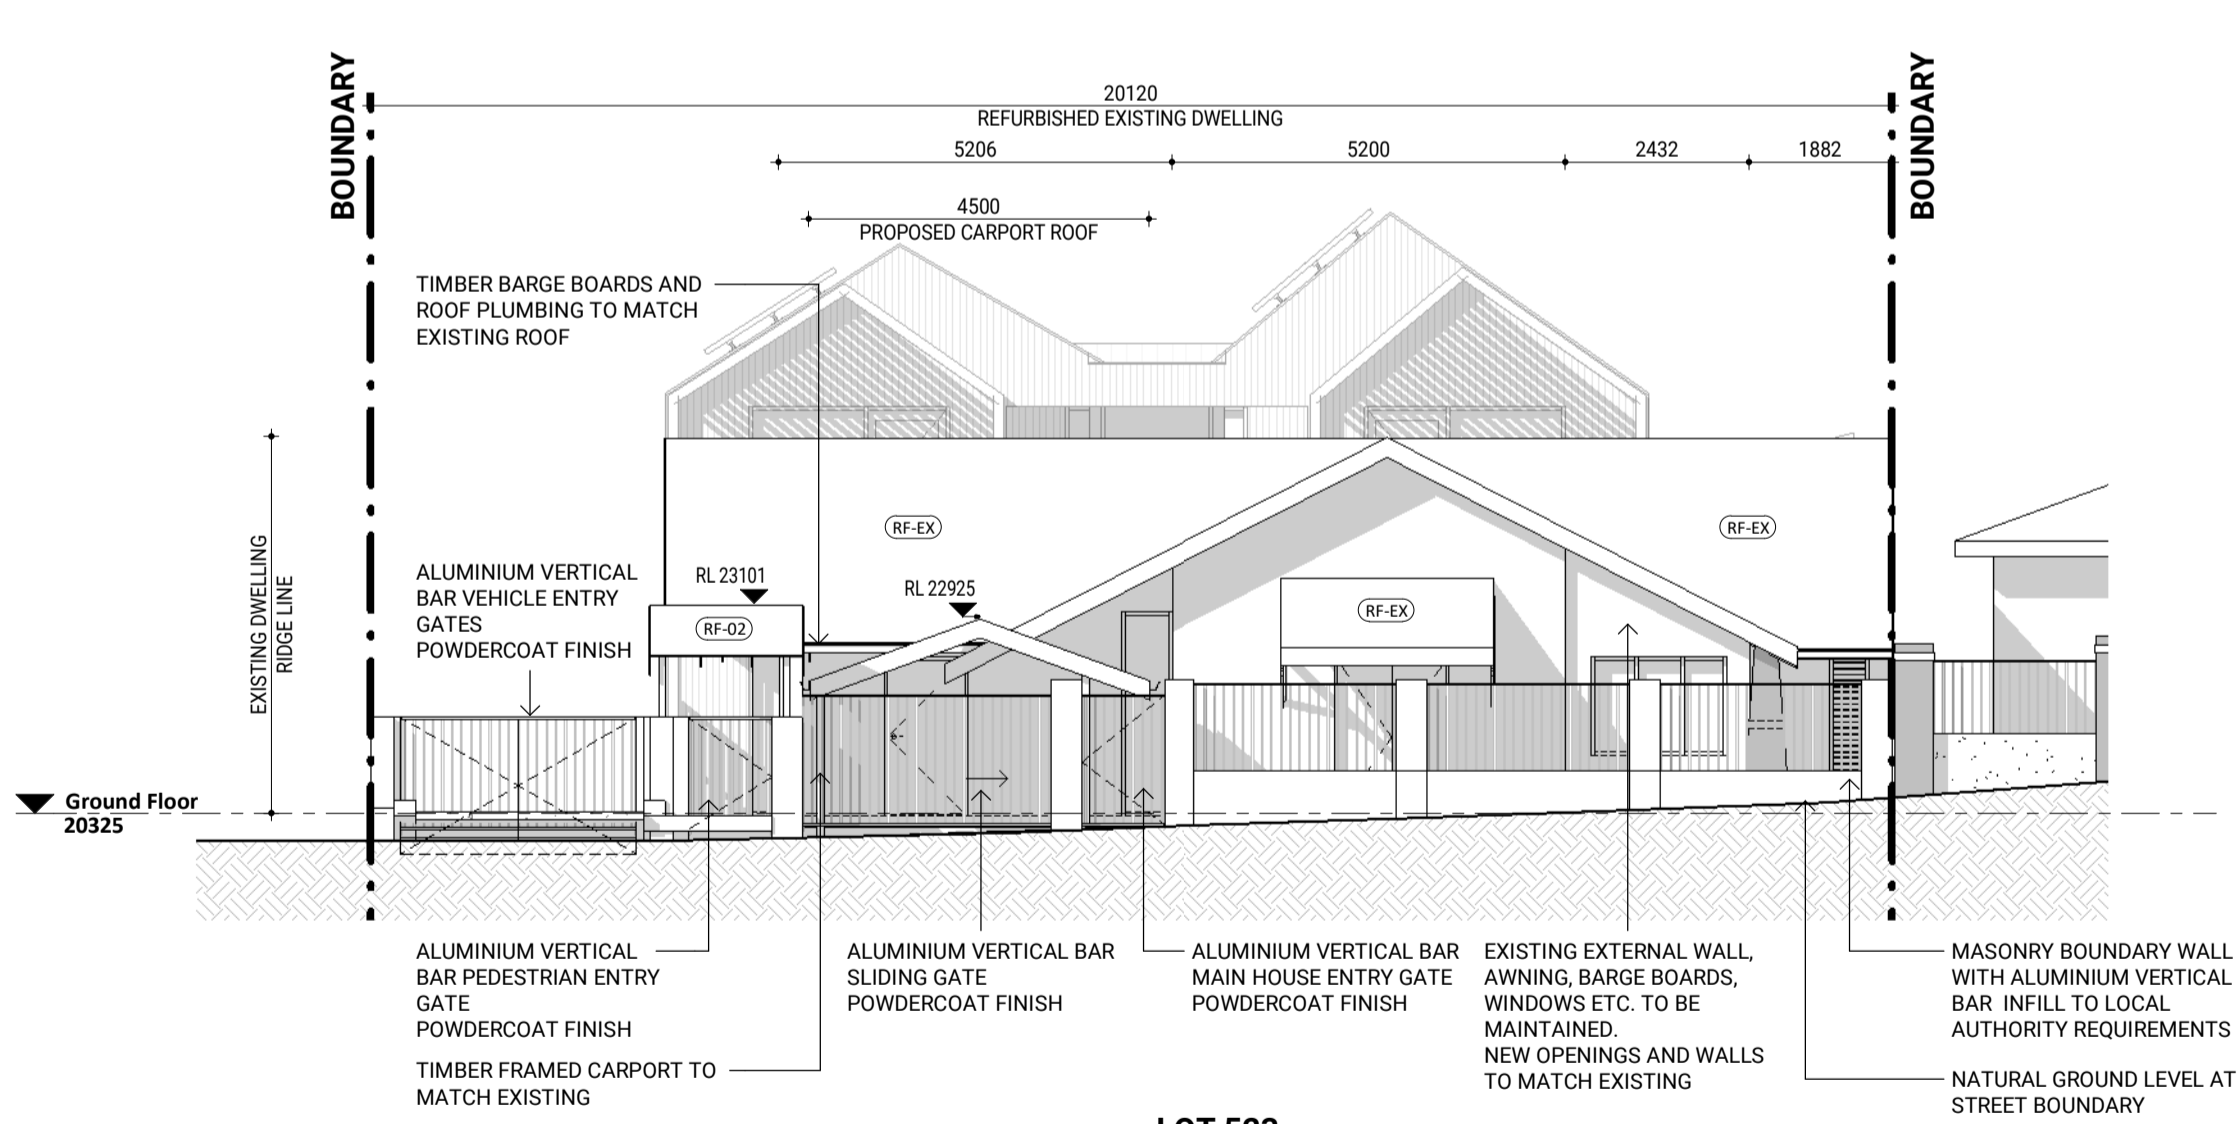 BOUNDARY
BOUNDARY
20120
REFURBISHED EXISTING DWELLING
5206
5200
2432
1882
4500
PROPOSED CARPORT ROOF
TIMBER BARGE BOARDS AND
ROOF PLUMBING TO MATCH
EXISTING ROOF
EXISTING DWELLING
RIDGE LINE
RF-EX
RF-EX
ALUMINIUM VERTICAL
BAR VEHICLE ENTRY
GATES
POWDERCOAT FINISH
RL 23101
RL 22925
RF-02
RF-EX
Ground Floor
20325
ALUMINIUM VERTICAL
BAR PEDESTRIAN ENTRY
GATE
POWDERCOAT FINISH
TIMBER FRAMED CARPORT TO
MATCH EXISTING
ALUMINIUM VERTICAL BAR
SLIDING GATE
POWDERCOAT FINISH
ALUMINIUM VERTICAL BAR
MAIN HOUSE ENTRY GATE
POWDERCOAT FINISH
EXISTING EXTERNAL WALL,
AWNING, BARGE BOARDS,
WINDOWS ETC. TO BE
MAINTAINED.
NEW OPENINGS AND WALLS
TO MATCH EXISTING
MASONRY BOUNDARY WALL
WITH ALUMINIUM VERTICAL
BAR INFILL TO LOCAL
AUTHORITY REQUIREMENTS
NATURAL GROUND LEVEL AT
STREET BOUNDARY
LOT